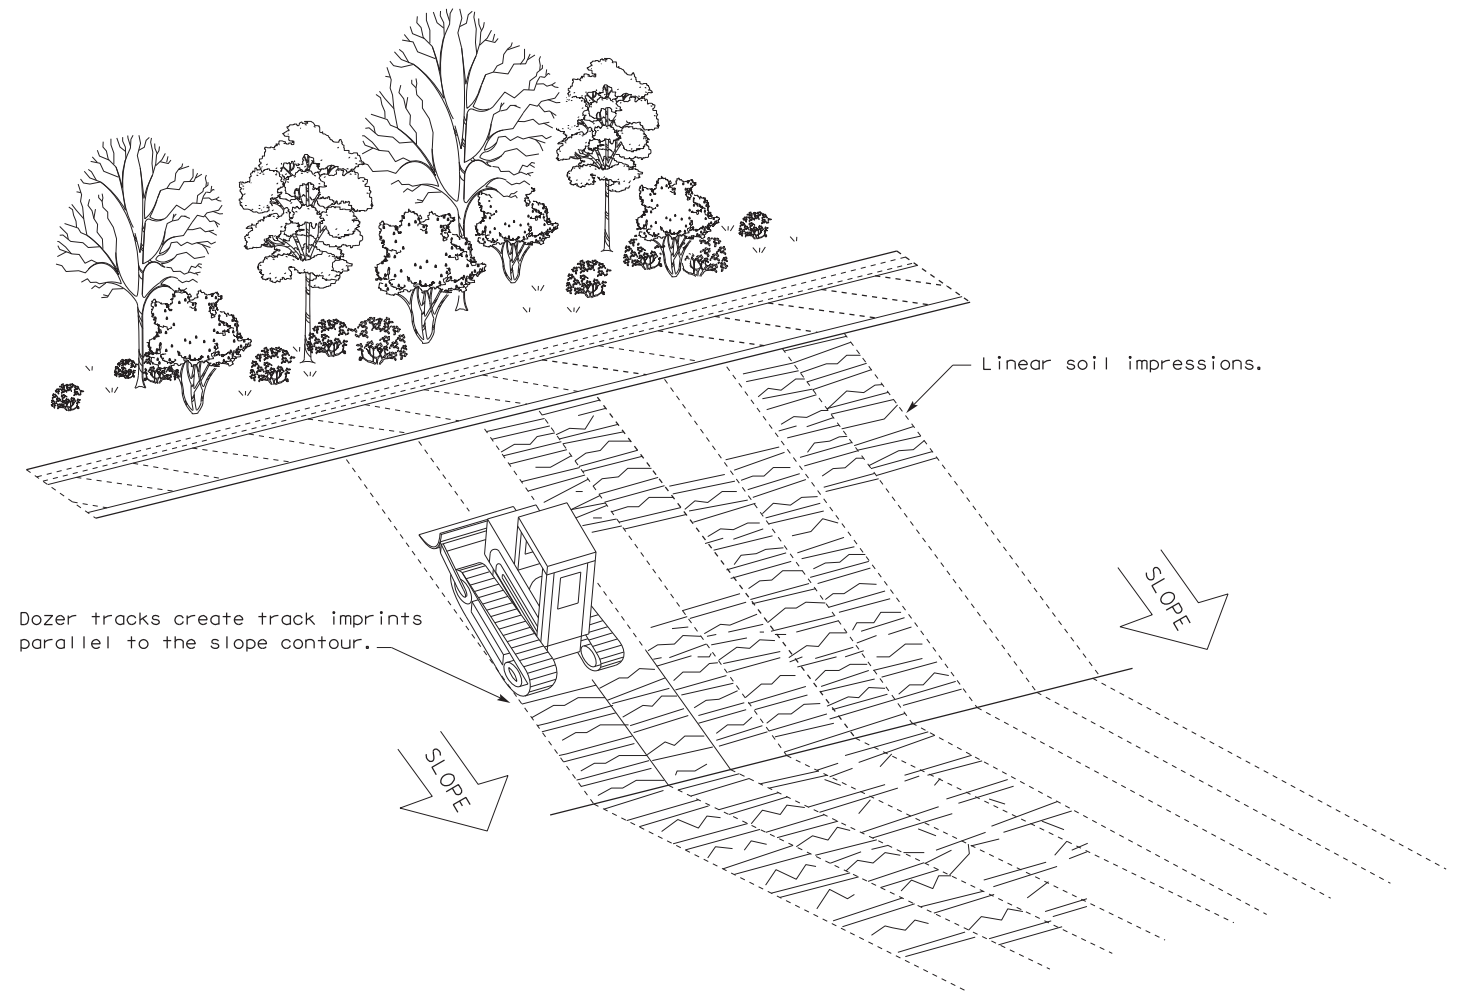 Linear soil impressions.
SLOPE
Dozer tracks create track imprints
parallel to the slope contour.
SLOPE